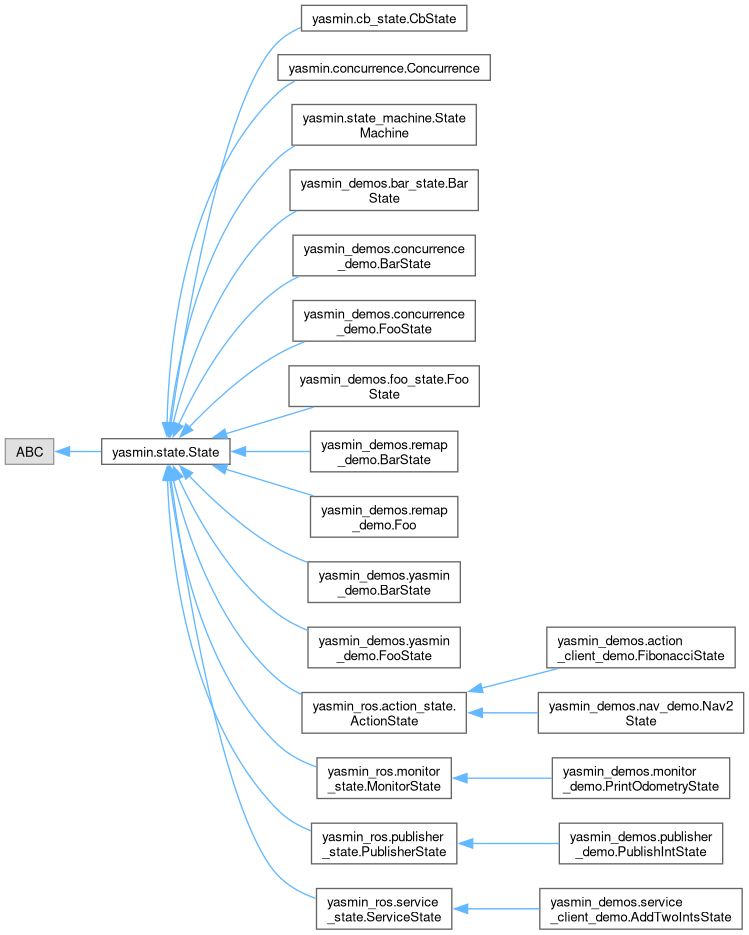 yasmin.cb_state.CbState
yasmin.concurrence.Concurrence
yasmin.state_machine.State
Machine
yasmin_demos.bar_state.Bar
State
yasmin_demos.concurrence
_demo.BarState
yasmin_demos.concurrence
_demo.FooState
yasmin_demos.foo_state.Foo
State
ABC
yasmin.state.State
yasmin_demos.remap
_demo.BarState
yasmin_demos.remap
_demo.Foo
yasmin_demos.yasmin
_demo.BarState
yasmin_demos.yasmin
_demo.FooState
yasmin_ros.action_state.
ActionState
yasmin_demos.action
_client_demo.FibonacciState
yasmin_demos.nav_demo.Nav2
State
yasmin_ros.monitor
_state.MonitorState
yasmin_demos.monitor
_demo.PrintOdometryState
yasmin_ros.publisher
_state.PublisherState
yasmin_demos.publisher
_demo.PublishIntState
yasmin_ros.service
_state.ServiceState
yasmin_demos.service
_client_demo.AddTwoIntsState